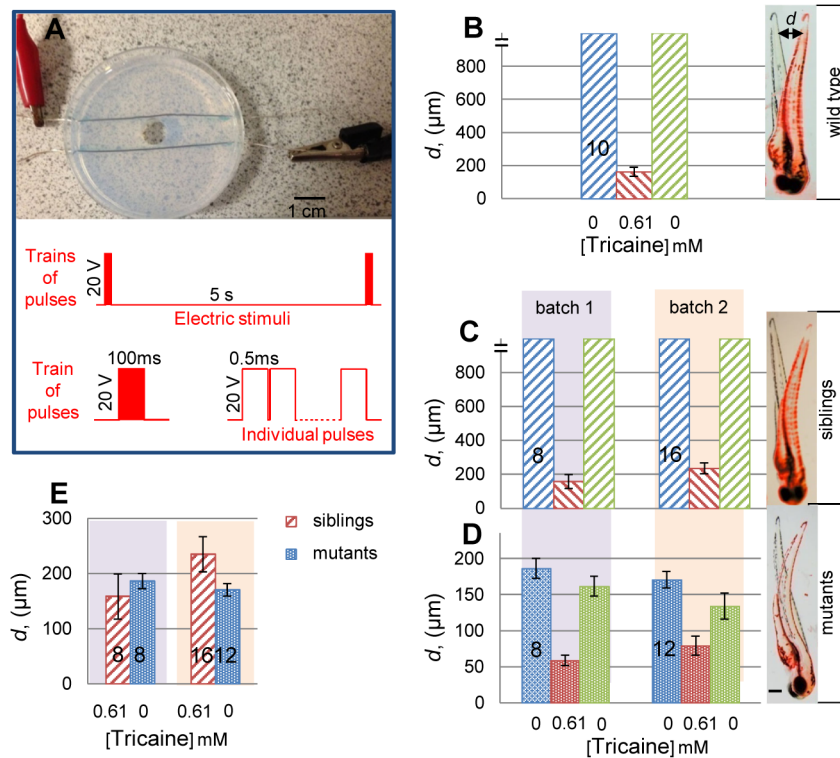 A
1 cm
Trains
of
pulses
20 V
5 s
Electric stimuli
Train
of
pulses
20 V
100ms
20 V
0.5ms
Individual pulses
B
d, (µm)
800
600
400
200
0
10
0
0.61
0
[Tricaine] mM
d
wild type
batch 1
batch 2
C
d, (µm)
800
600
400
200
0
8
16
siblings
D
d, (µm)
200
150
100
50
0
8
12
0 0.61 0
0 0.61 0
[Tricaine] mM
mutants
E
d, (µm)
300
200
100
0
8 8
16 12
0.61 0
0.61 0
[Tricaine] mM
siblings
mutants